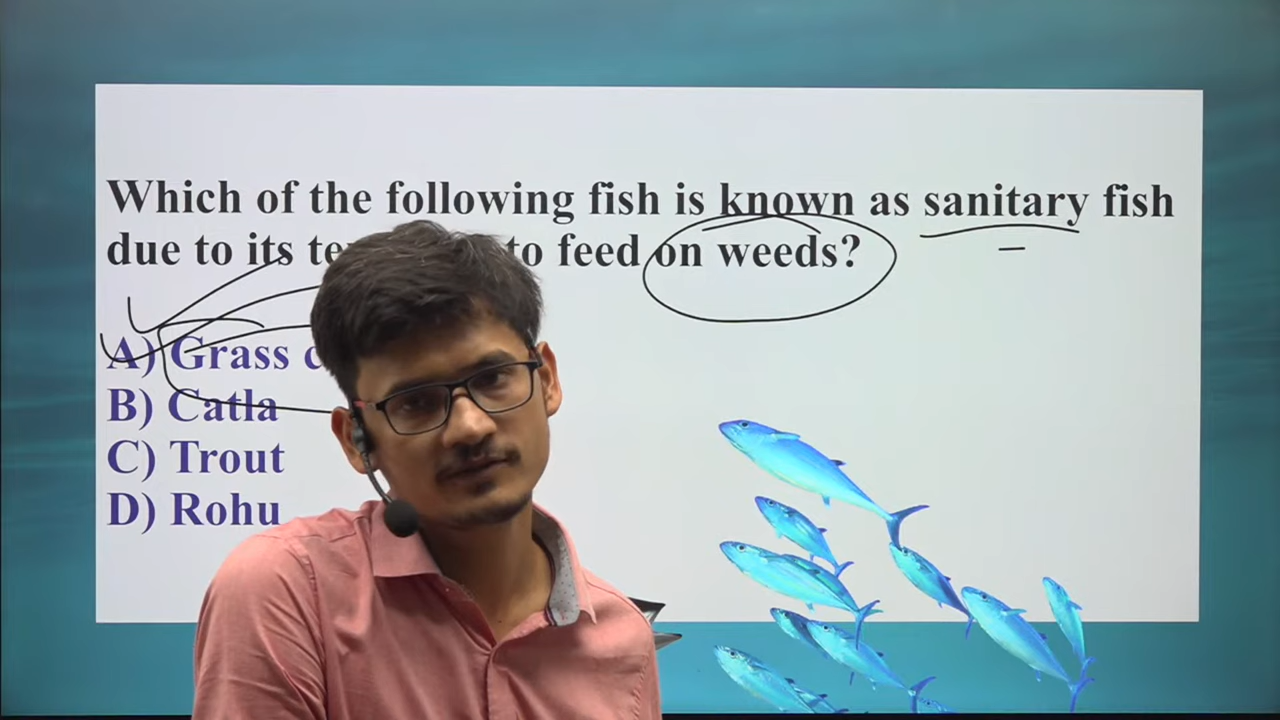 Which of the following fish is known as sanitary fish
due to its to feed on weeds?
A) Grass
B) Catla
C) Trout
D) Rohu